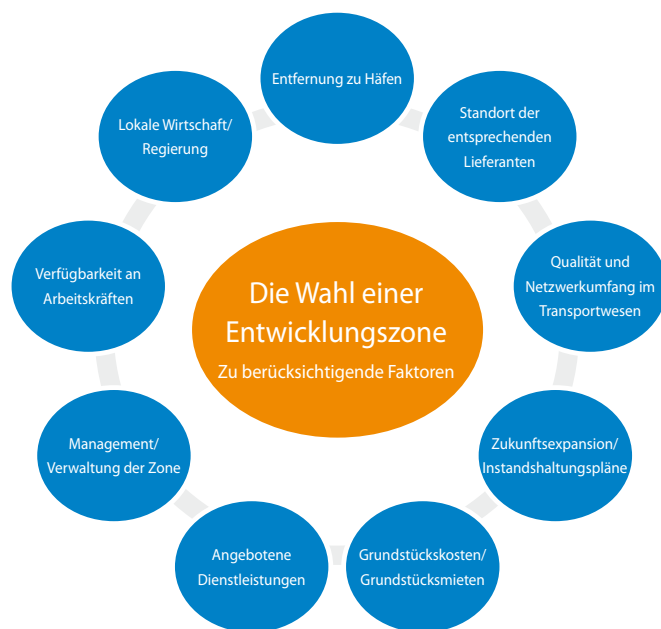 Entfernung zu Häfen
Standort der
entsprechenden
Lieferanten
Qualität und
Netzwerkumfang im
Transportwesen
Zukunftsexpansion/
Instandshaltungspläne
Grundstückskosten/
Grundstücksmieten
Angebotene
Dienstleistungen
Management/
Verwaltung der Zone
Verfügbarkeit an
Arbeitskräften
Lokale Wirtschaft/
Regierung
Die Wahl einer
Entwicklungszone
Zu berücksichtigende Faktoren